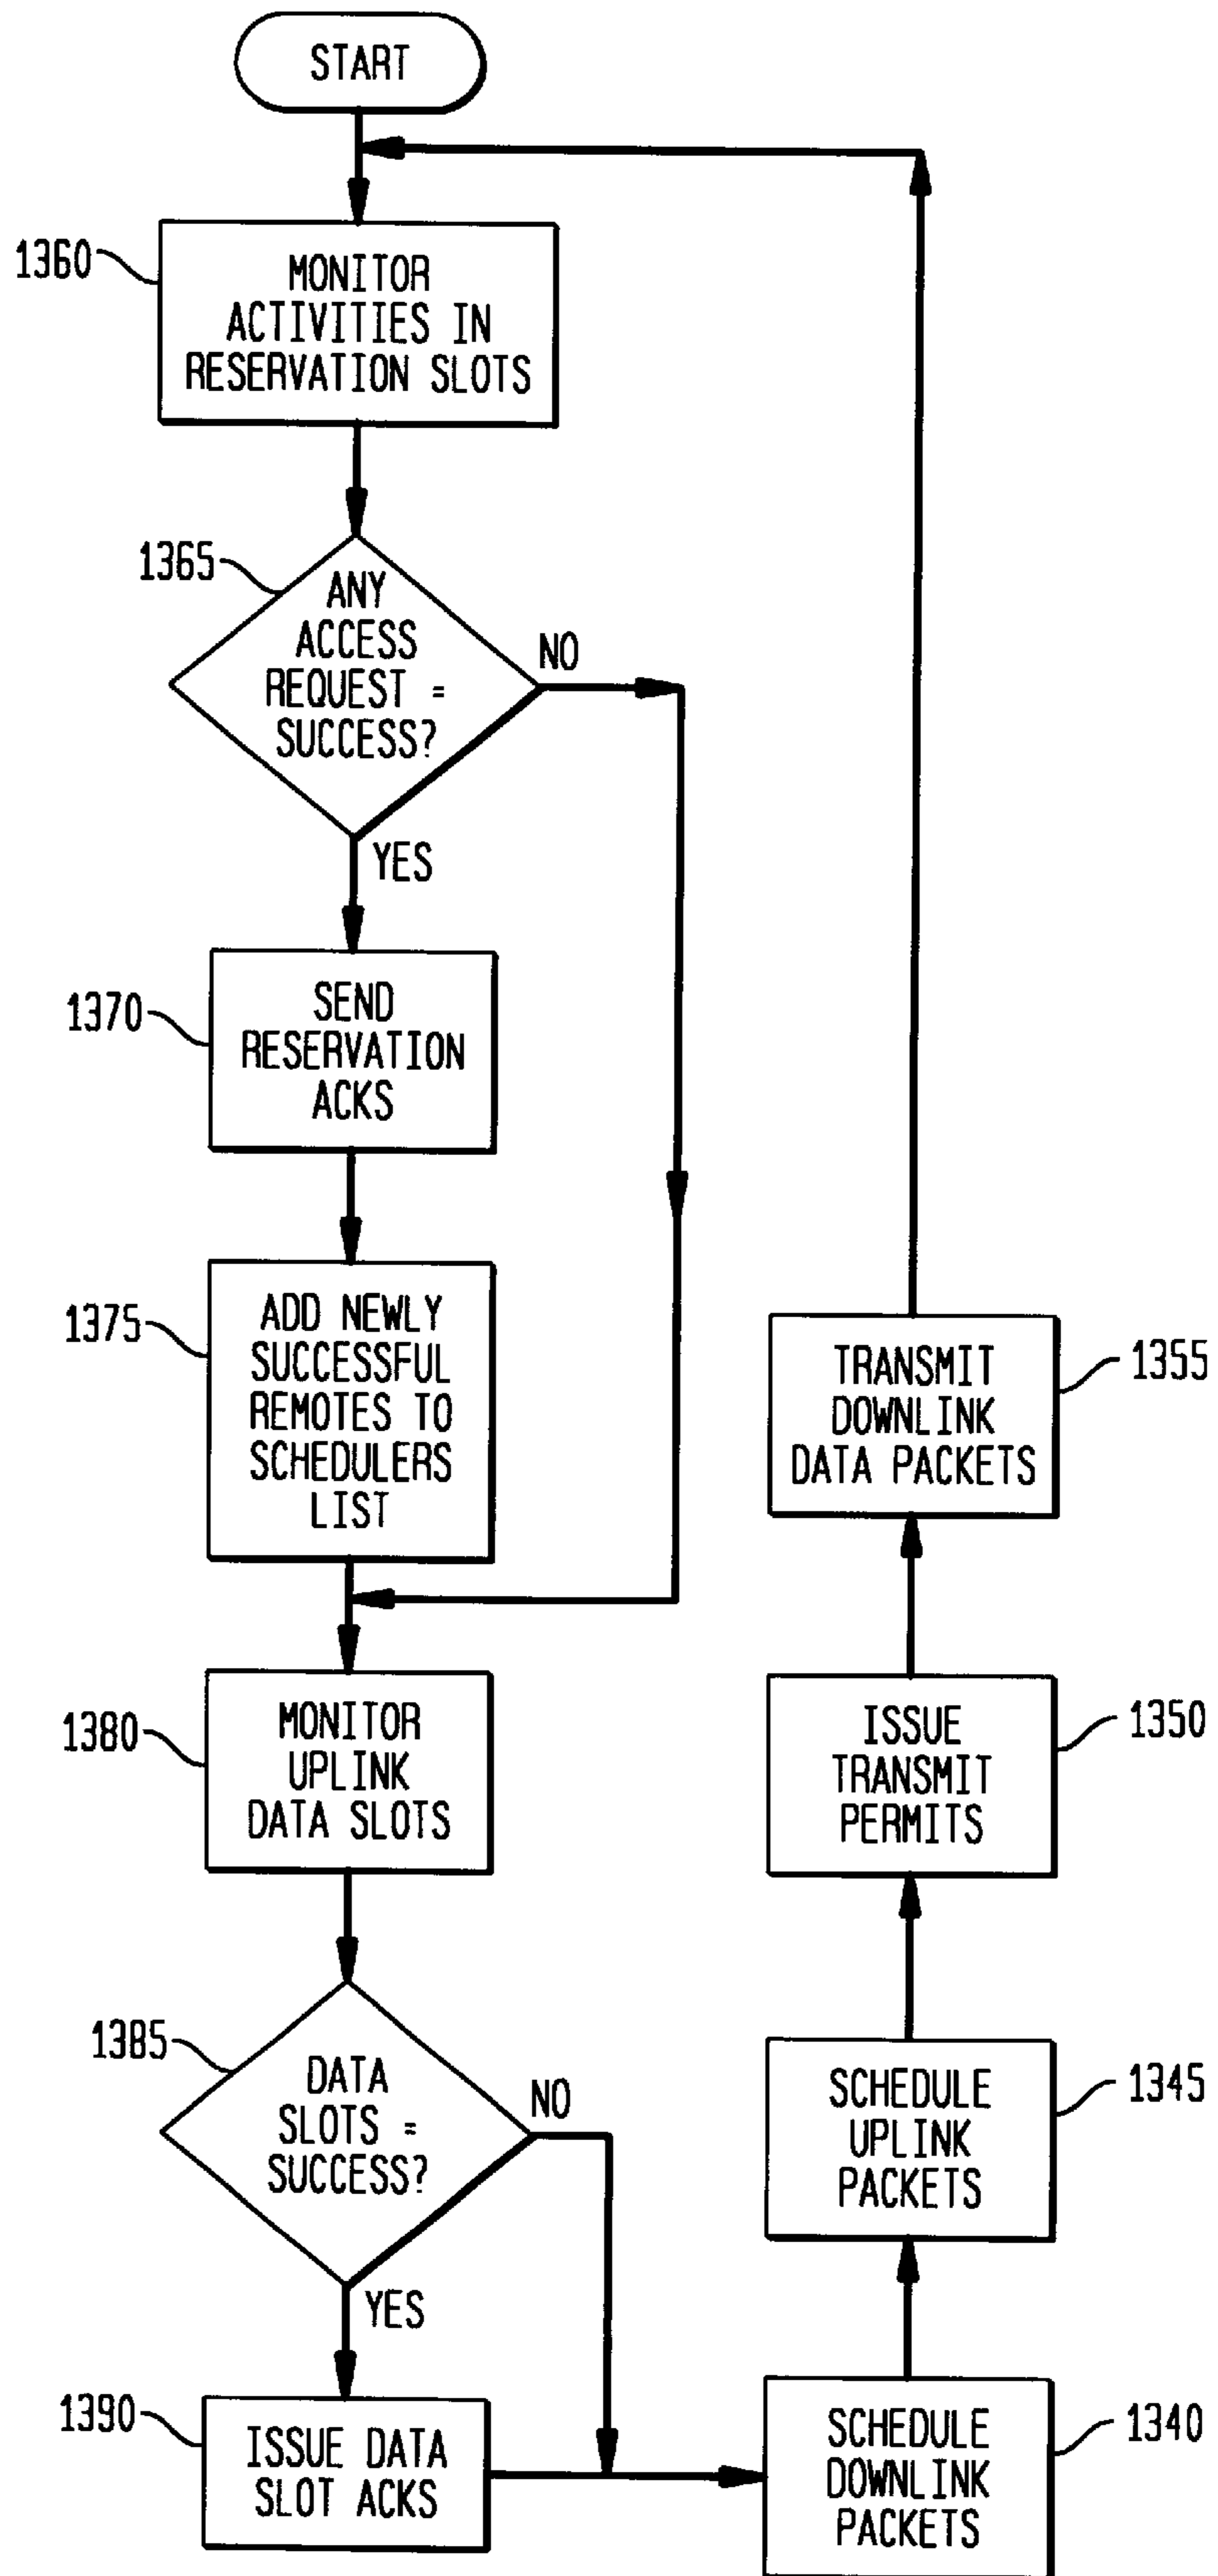 START
1360
MONITOR
ACTIVITIES IN
RESERVATION SLOTS
1365
ANY
ACCESS
REQUEST =
SUCCESS?
NO
YES
1370
SEND
RESERVATION
ACKS
1375
ADD NEWLY
SUCCESSFUL
REMOTES TO
SCHEDULERS
LIST
1380
MONITOR
UPLINK
DATA SLOTS
1385
DATA
SLOTS =
SUCCESS?
NO
YES
1390
ISSUE DATA
SLOT ACKS
TRANSMIT
DOWNLINK
DATA PACKETS
1355
ISSUE
TRANSMIT
PERMITS
1350
SCHEDULE
UPLINK
PACKETS
1345
SCHEDULE
DOWNLINK
PACKETS
1340